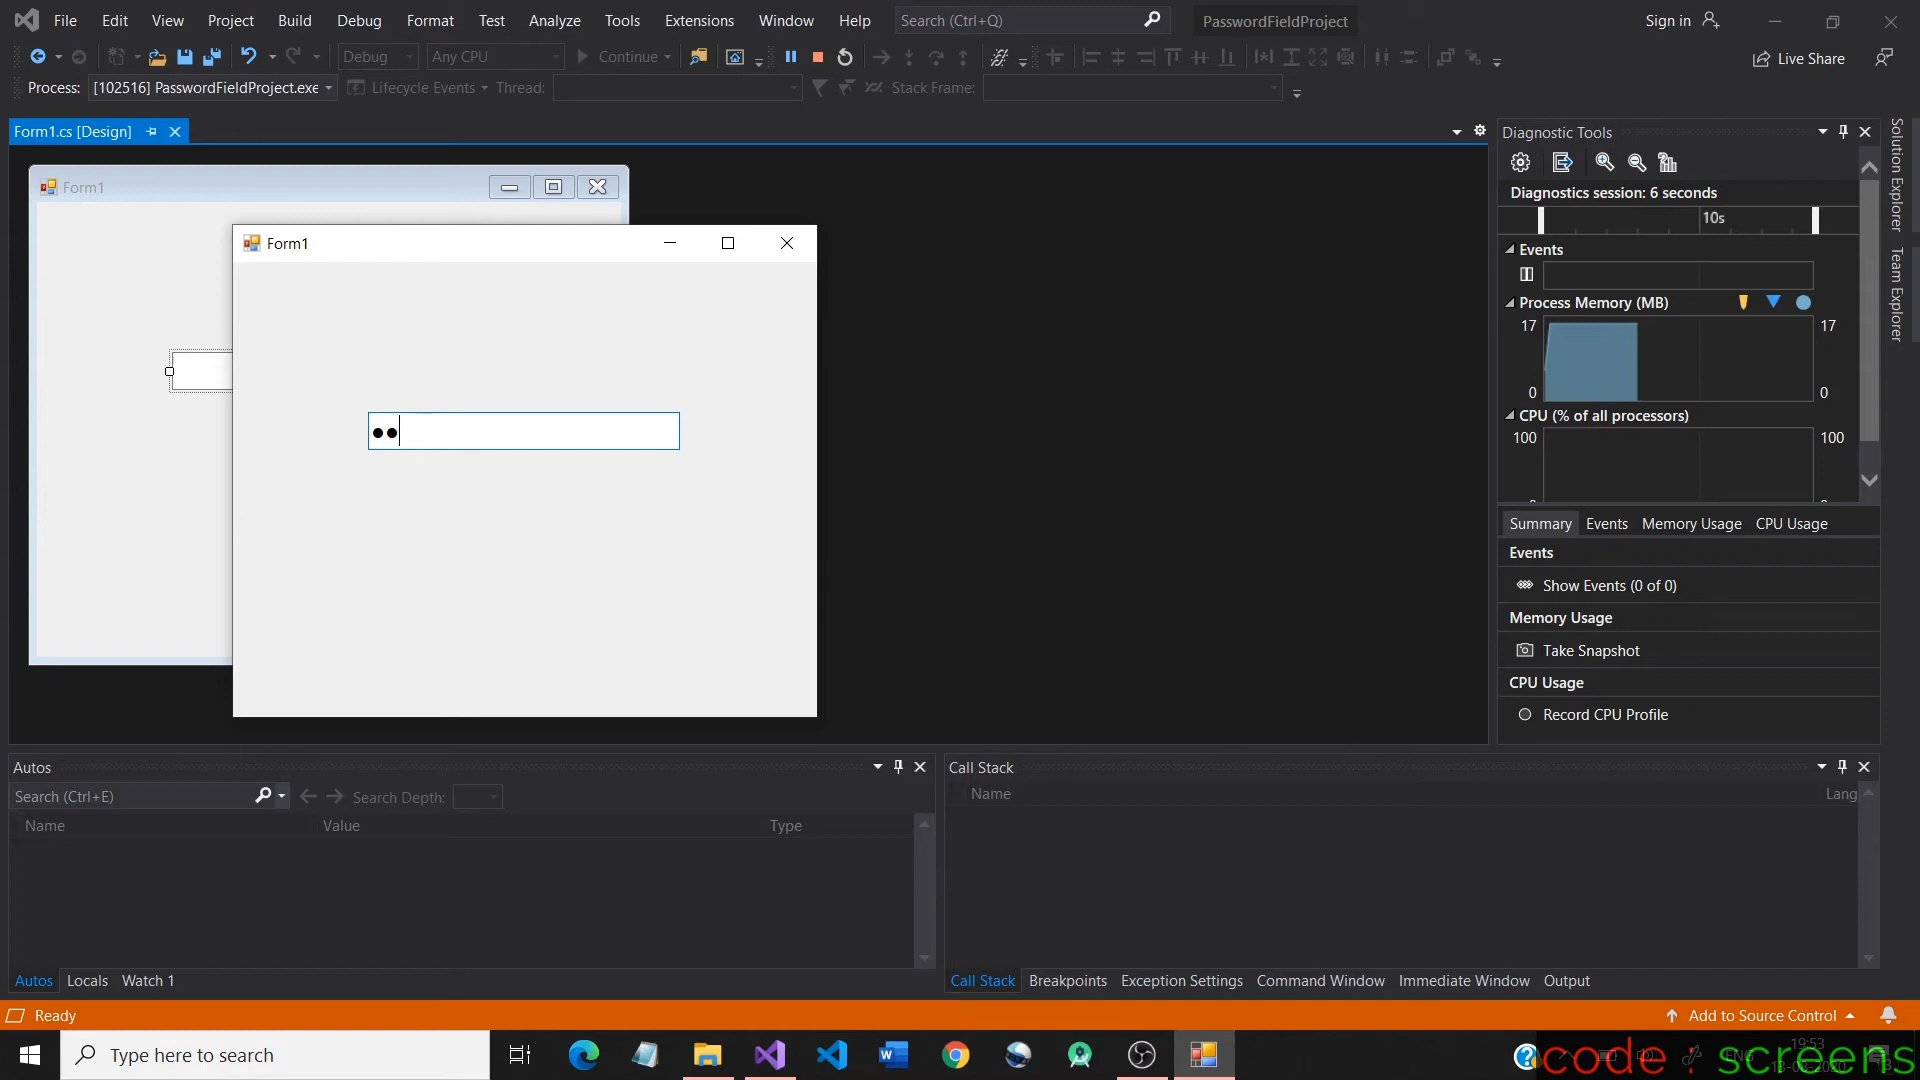 File Edit View Project Build Debug Format Test Analyze Tools Extensions Window Help Search (Ctrl+Q) PasswordFieldProject Sign in
Debug Any CPU Continue Live Share
Process: [102516] PasswordFieldProject.exe Lifecycle Events Thread: Stack Frame:
Form1.cs [Design]
Form1
Form1
Diagnostic Tools
Diagnostics session: 6 seconds
10s
Events
Process Memory (MB)
17 17
0 0
CPU (% of all processors)
100 100
Summary Events Memory Usage CPU Usage
Events
Show Events (0 of 0)
Memory Usage
Take Snapshot
CPU Usage
Record CPU Profile
Solution Explorer
Team Explorer
Autos
Search (Ctrl+E) Search Depth:
Name Value Type
Autos Locals Watch 1
Call Stack
Name Lang
Call Stack Breakpoints Exception Settings Command Window Immediate Window Output
Ready Add to Source Control
Type here to search
19:53
code : screens